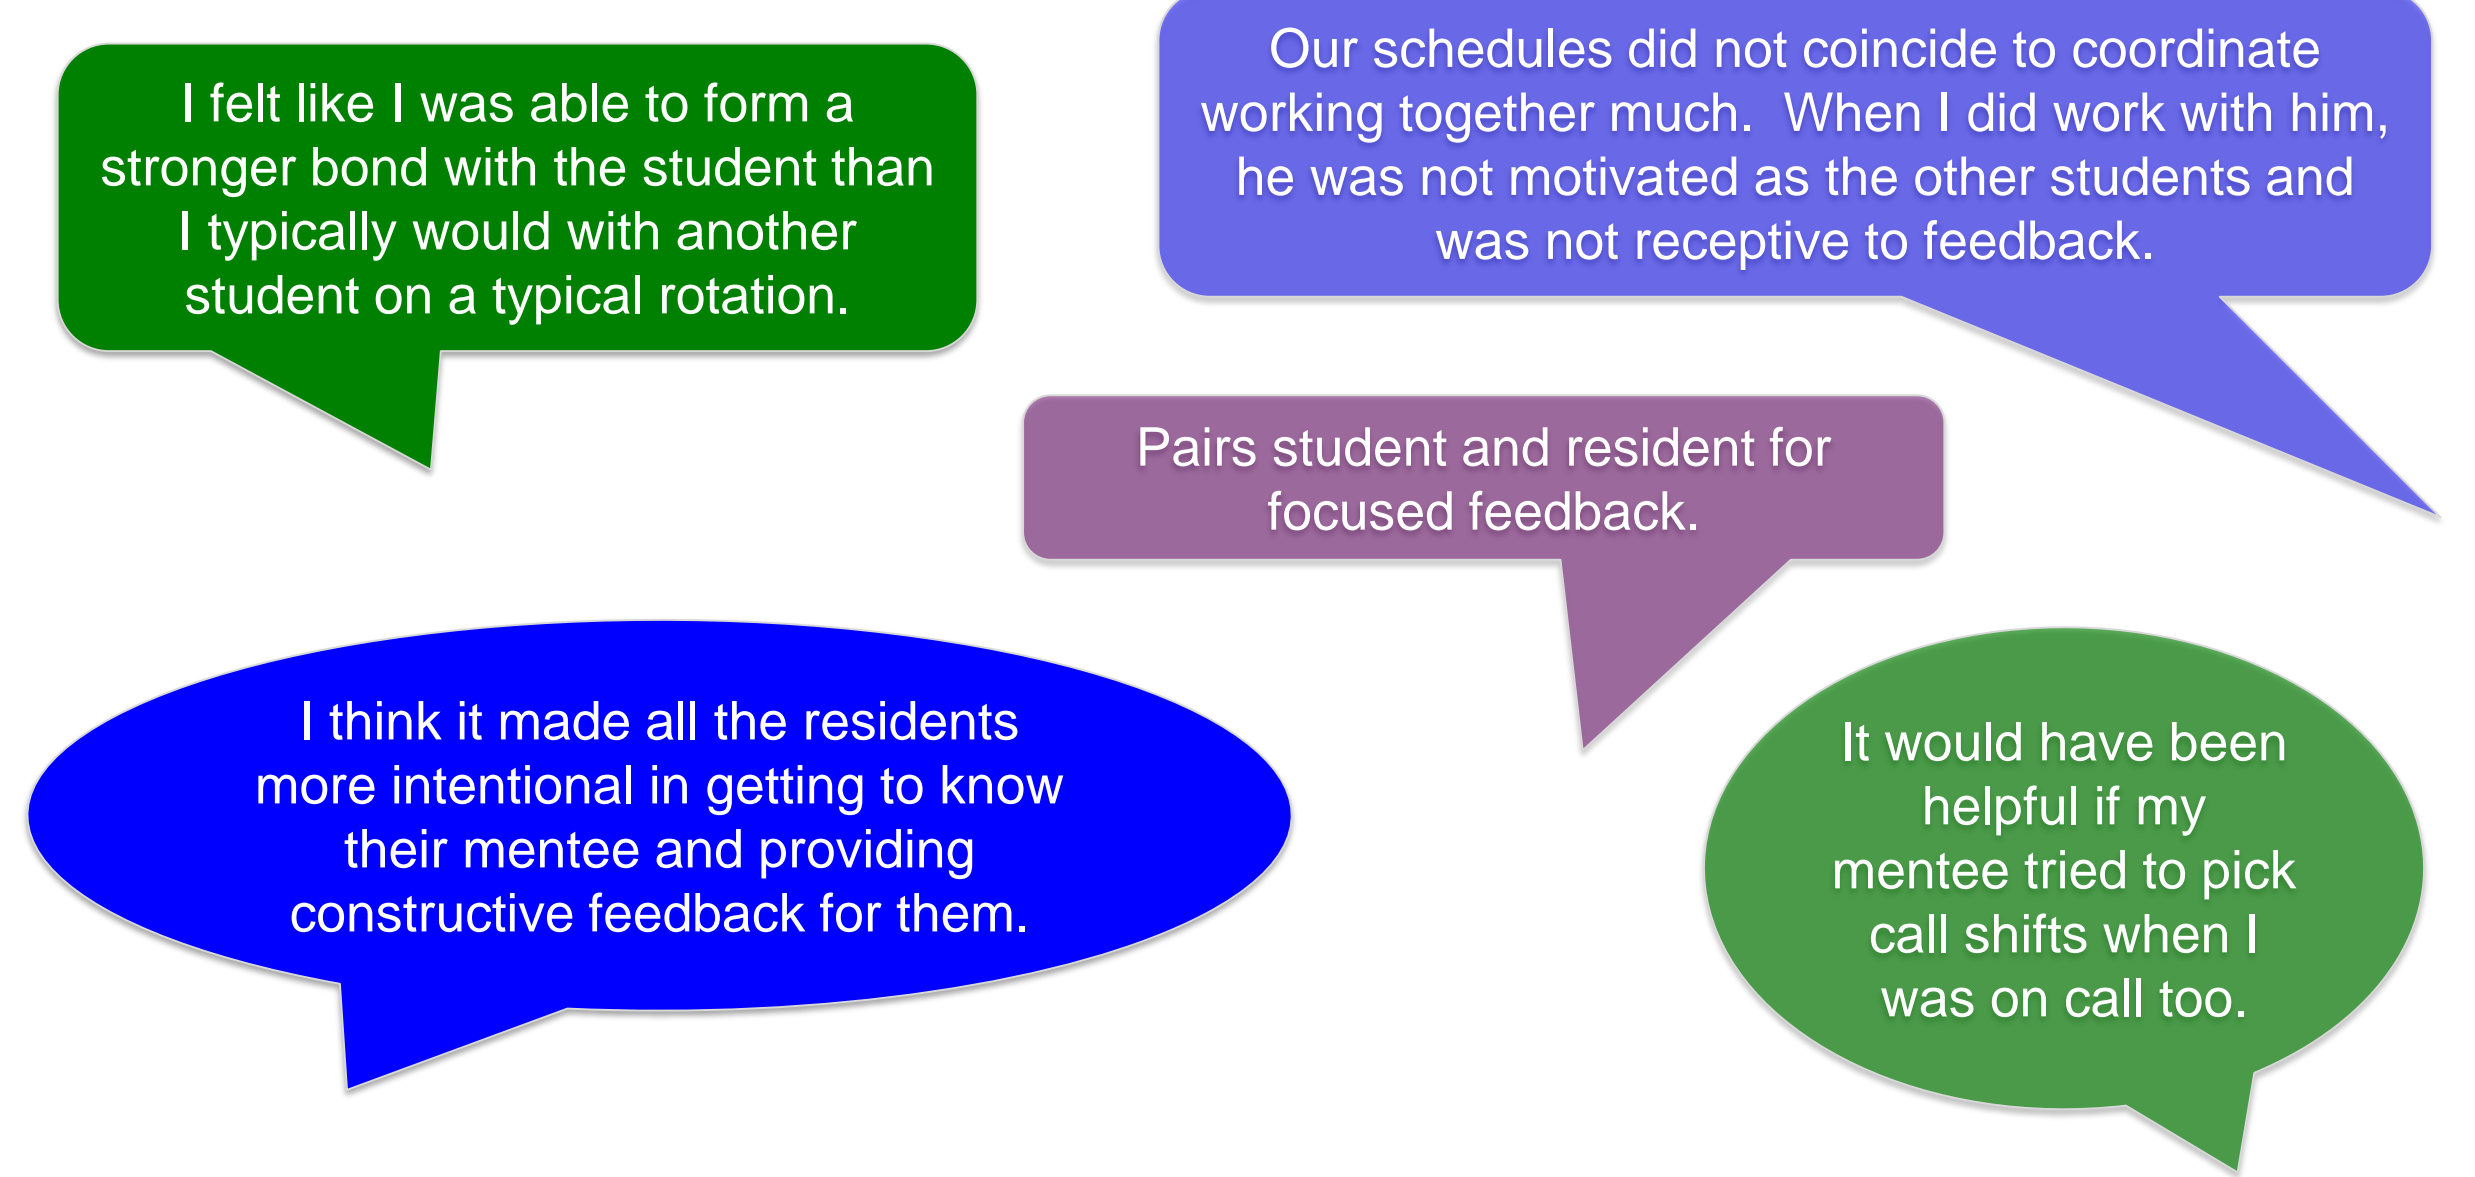 I felt like I was able to form a
stronger bond with the student than
I typically would with another
student on a typical rotation.
Our schedules did not coincide to coordinate
working together much.  When I did work with him,
he was not motivated as the other students and
was not receptive to feedback.
Pairs student and resident for
focused feedback.
I think it made all the residents
more intentional in getting to know
their mentee and providing
constructive feedback for them.
It would have been
helpful if my
mentee tried to pick
call shifts when I
was on call too.